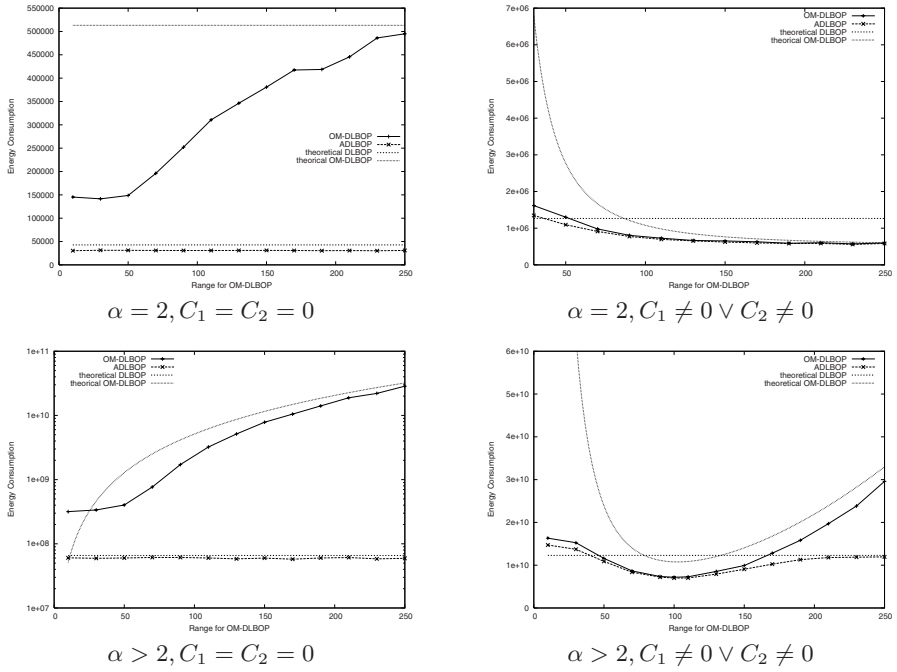 550000
500000
450000
400000
350000
300000
250000
200000
150000
100000
50000
0
Energy Consumption
OM-DLBOP
ADLBOP
theoretical DLBOP
theorical OM-DLBOP
0 50 100 150 200 250
Range for OM-DLBOP
α = 2, C₁ = C₂ = 0
7e+06
6e+06
5e+06
4e+06
3e+06
2e+06
1e+06
0
Energy Consumption
OM-DLBOP
ADLBOP
theoretical DLBOP
theorical OM-DLBOP
50 100 150 200 250
Range for OM-DLBOP
α = 2, C₁ ≠ 0 ∨ C₂ ≠ 0
1e+11
1e+10
1e+09
1e+08
1e+07
Energy Consumption
OM-DLBOP
ADLBOP
theoretical DLBOP
theorical OM-DLBOP
0 50 100 150 200 250
Range for OM-DLBOP
α > 2, C₁ = C₂ = 0
6e+10
5e+10
4e+10
3e+10
2e+10
1e+10
0
Energy Consumption
OM-DLBOP
ADLBOP
theoretical DLBOP
theoretical OM-DLBOP
0 50 100 150 200 250
Range for OM-DLBOP
α > 2, C₁ ≠ 0 ∨ C₂ ≠ 0